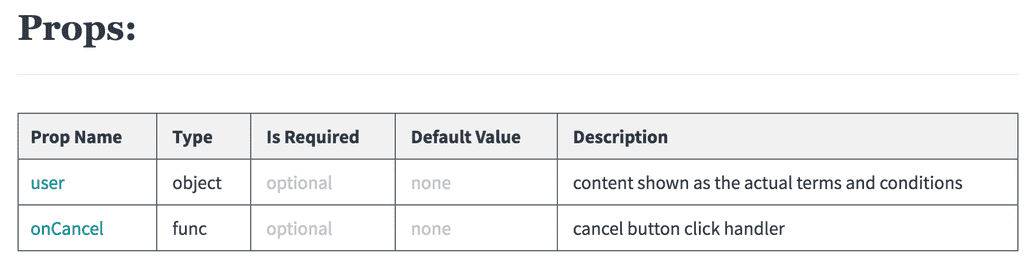 Props:
Prop Name Type Is Required Default Value Description
user object optional none content shown as the actual terms and conditions
onCancel func optional none cancel button click handler